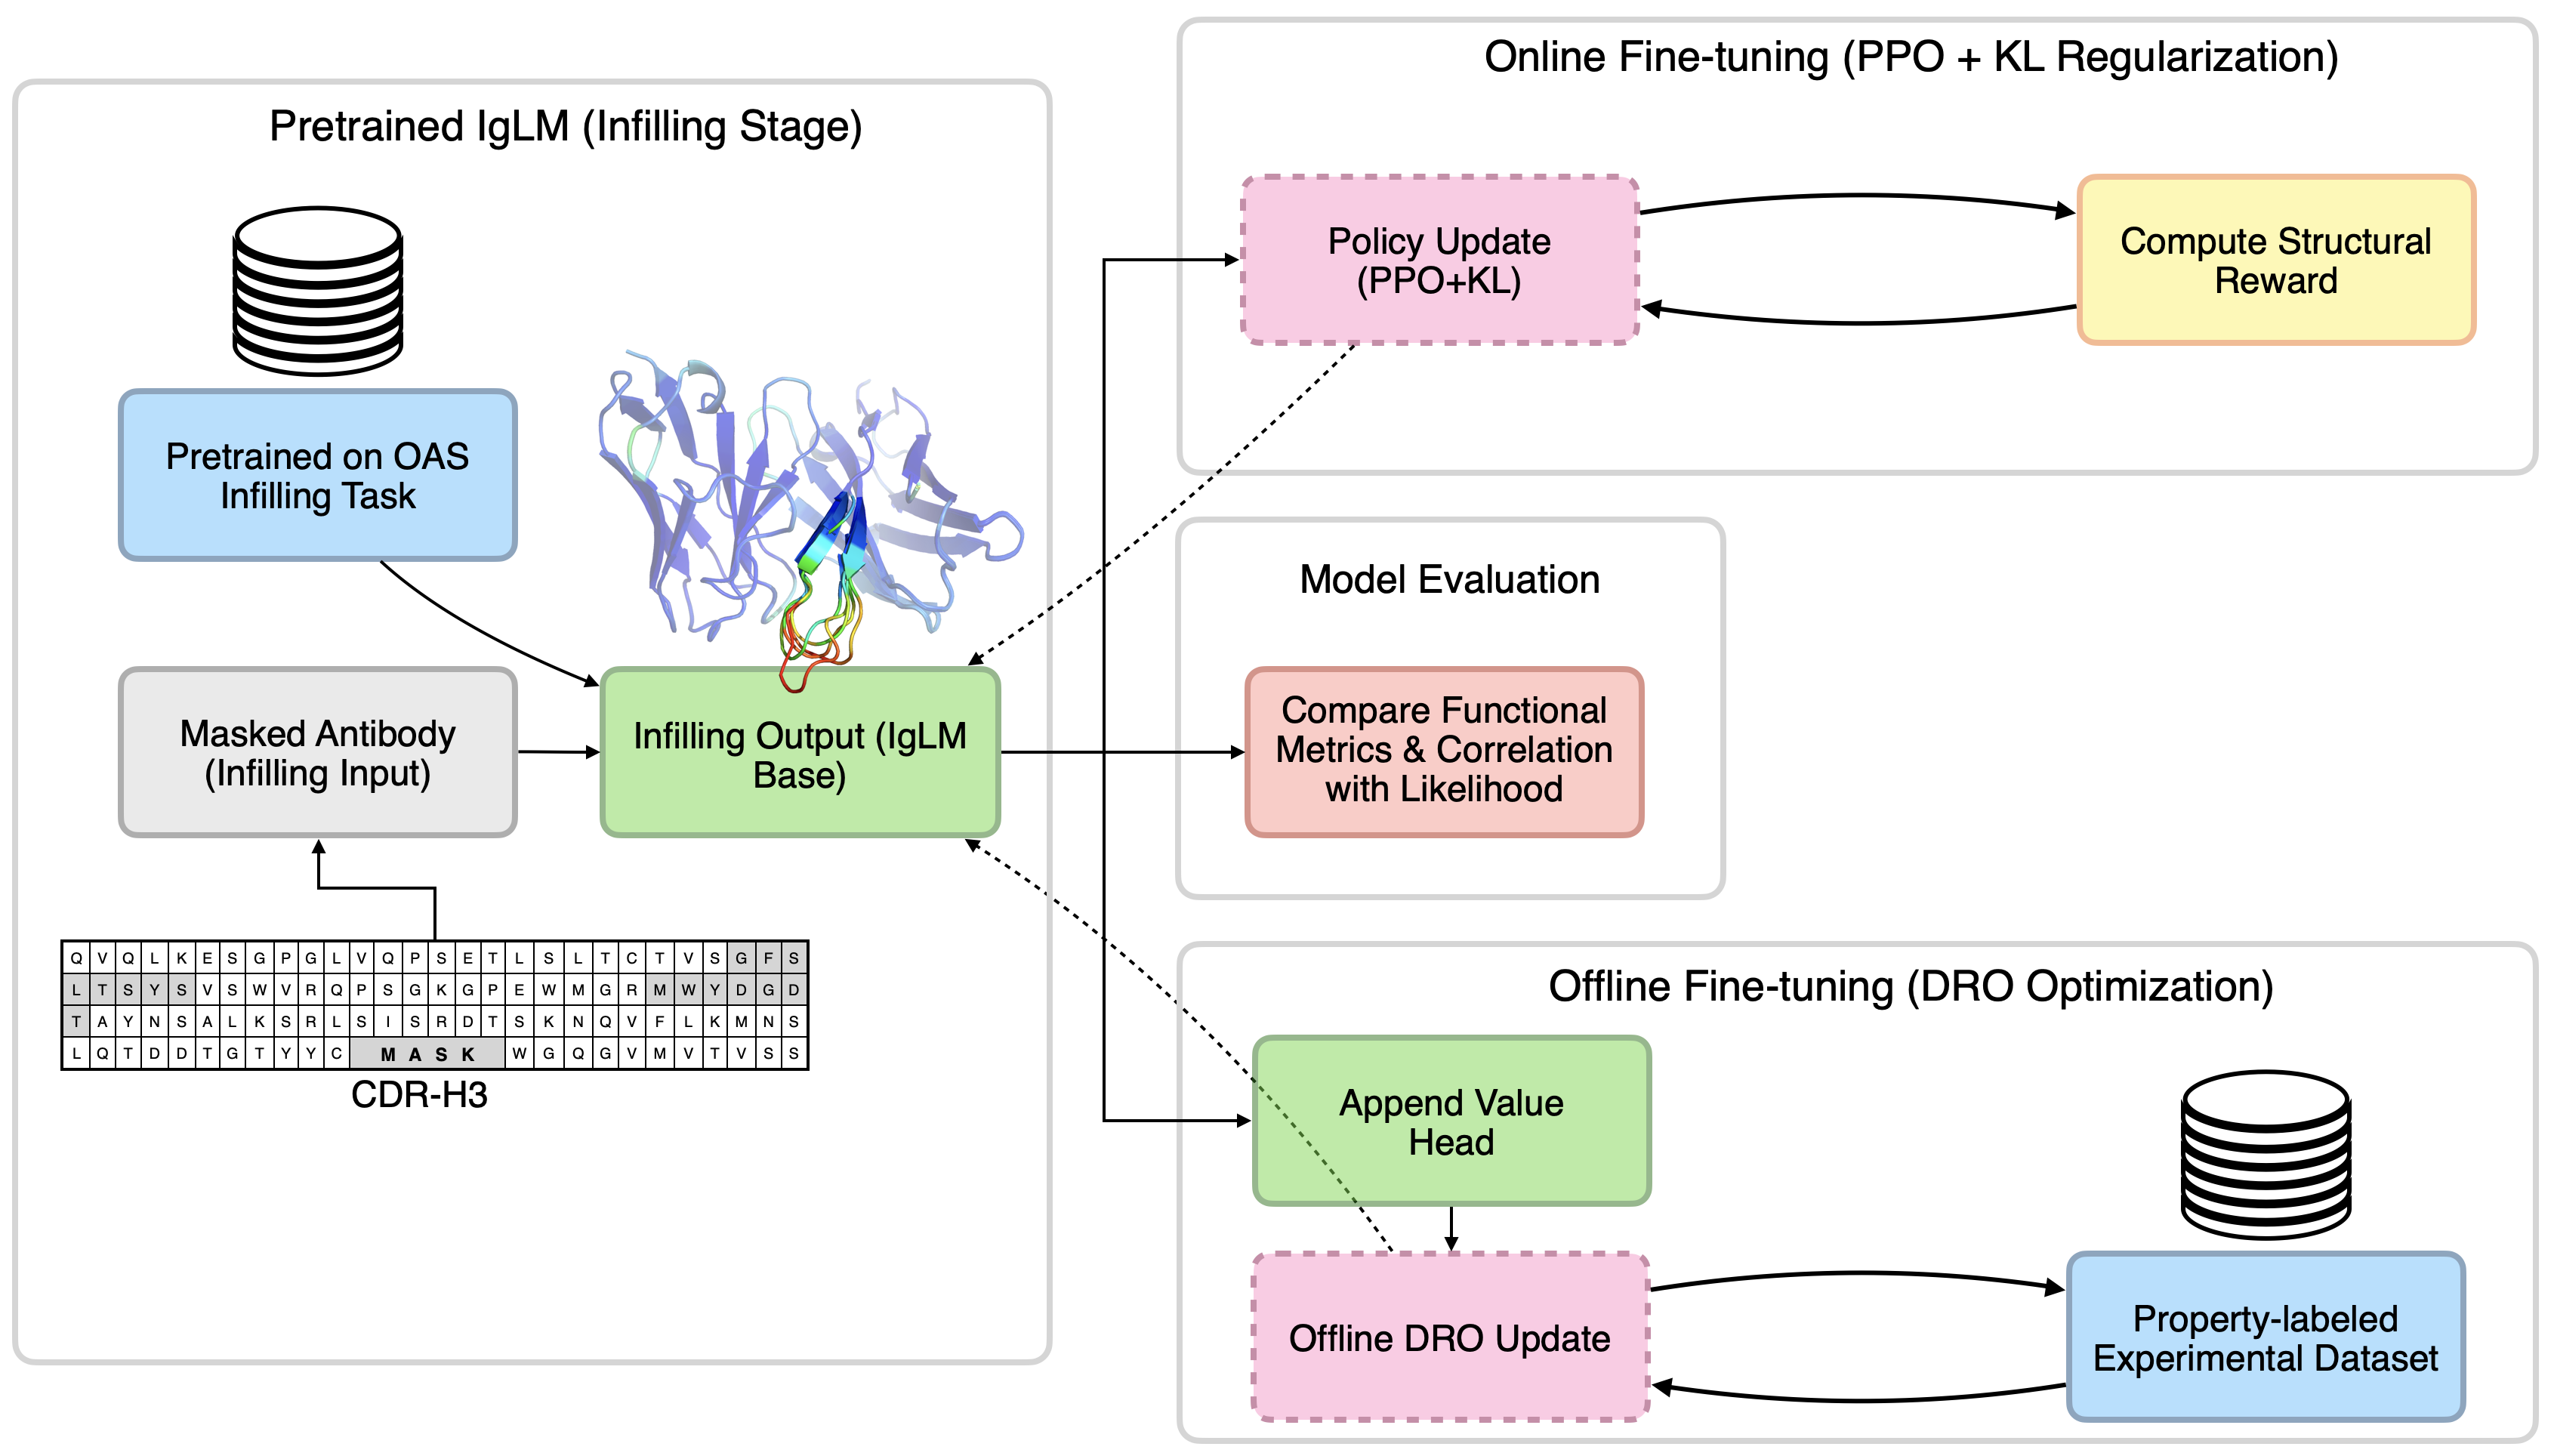 Pretrained IgLM (Infilling Stage)
Pretrained on OAS
Infilling Task
Masked Antibody
(Infilling Input)
Infilling Output (IgLM
Base)
Q V Q L K E S G P G L V Q P S E T L S L T C T V S G F S
L T S Y S V S W V R Q P S G K G P E W M G R M W Y D G D
T A Y N S A L K S R L S I S R D T S K N Q V F L K M N S
L Q T D D T G T Y Y C M A S K W G Q G V M V T V S S
CDR-H3
Online Fine-tuning (PPO + KL Regularization)
Policy Update
(PPO+KL)
Compute Structural
Reward
Model Evaluation
Compare Functional
Metrics & Correlation
with Likelihood
Offline Fine-tuning (DRO Optimization)
Append Value
Head
Offline DRO Update
Property-labeled
Experimental Dataset